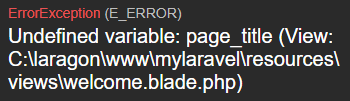 ErrorException (E_ERROR)
Undefined variable: page_title (View:
C:\laragon\www\mylaravel\resources\
views\welcome.blade.php)